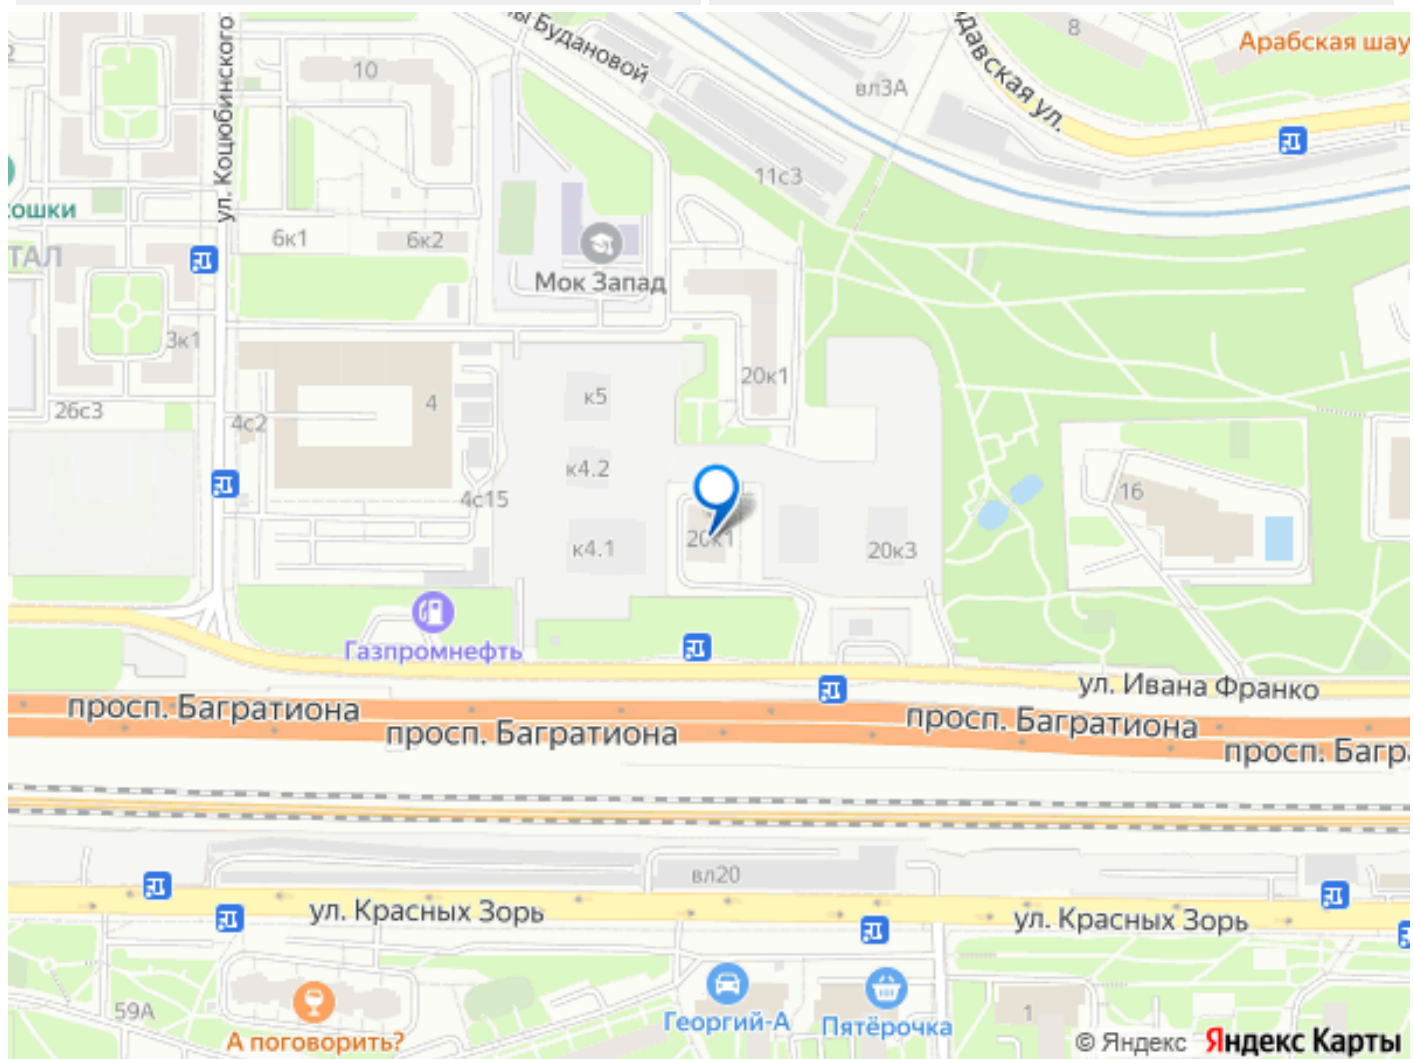 ул. Коцюбинского
ны Будановой
давская ул.
8
Арабская шау
10
вл3А
11с3
ошки
ТАЛ
6к1
6к2
Мок Запад
3к1
26с3
4с2
4
к5
20к1
к4.2
4с15
16
к4.1
20к1
20к3
Газпромнефть
ул. Ивана Франко
просп. Багратиона
просп. Багратиона
просп. Багратиона
просп. Багр
вл20
ул. Красных Зорь
ул. Красных Зорь
59А
А поговорить?
Георгий-А
Пятёрочка
1
© Яндекс Яндекс Карты